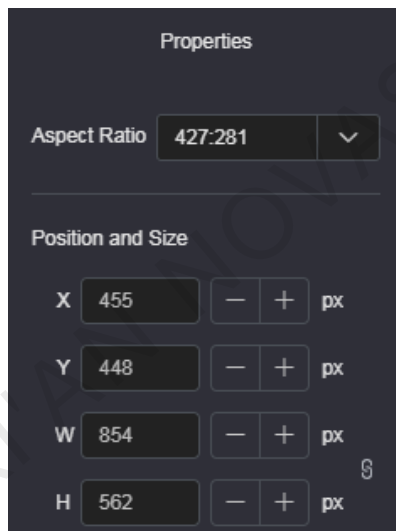 Properties
Aspect Ratio 427:281
Position and Size
X 455 px
Y 448 px
W 854 px
H 562 px